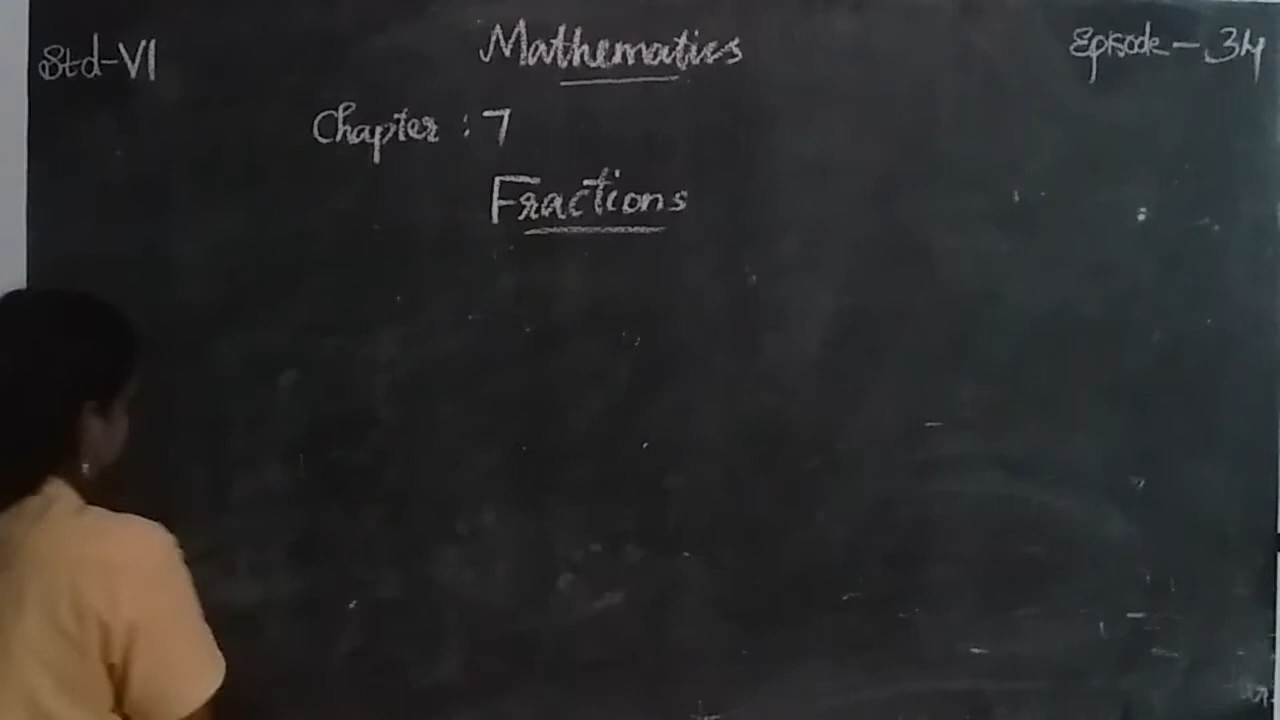 Std-VI
Mathematics
Episode - 34
Chapter : 7
Fractions